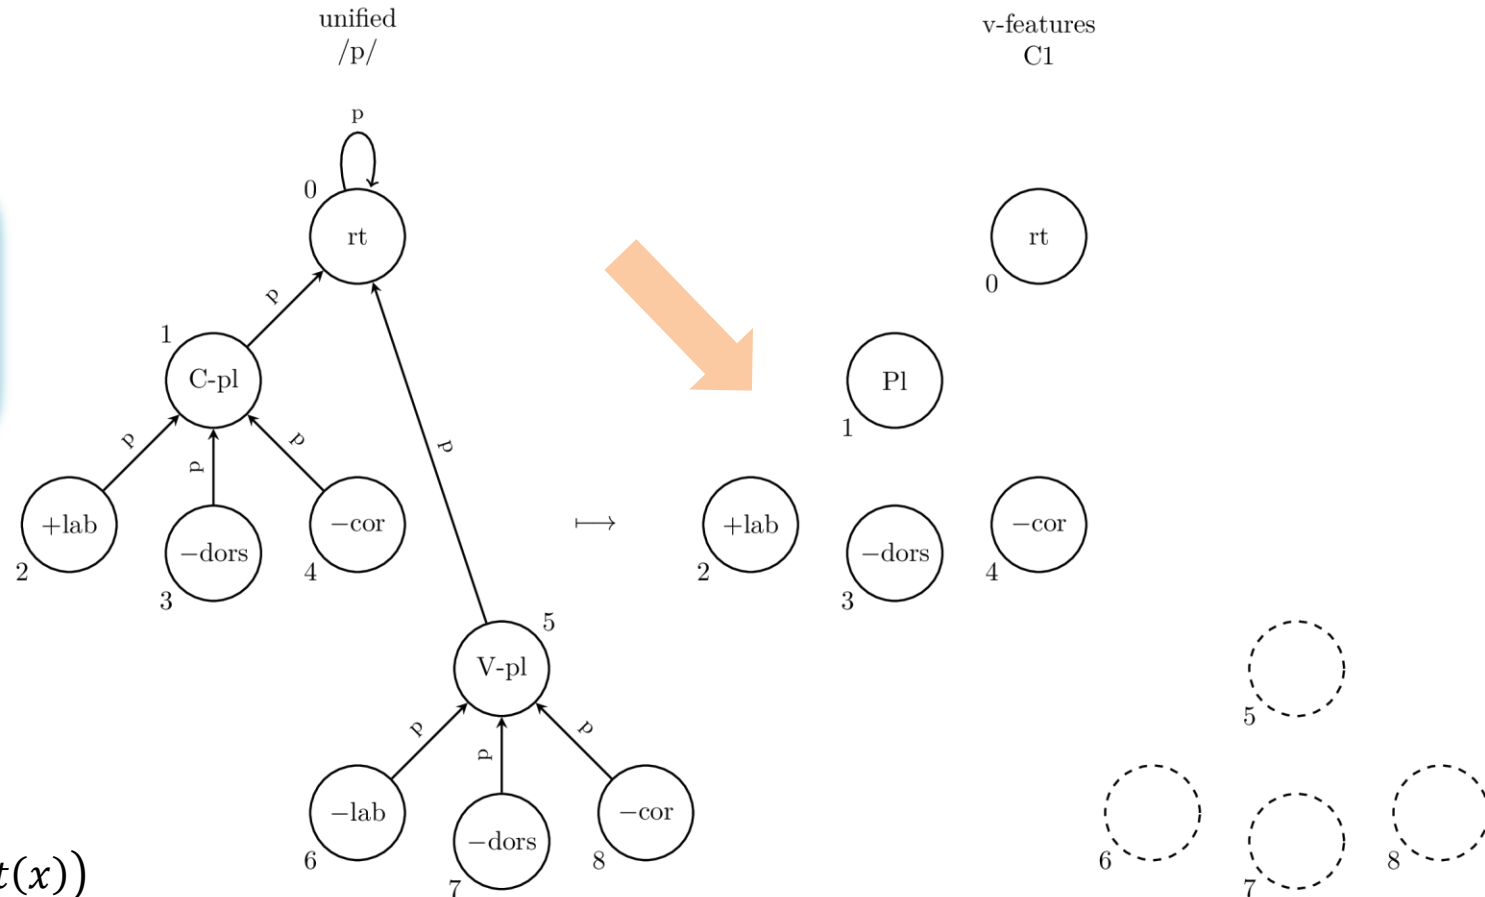 unified
/p/
v-features
C1
p
0
rt
rt
0
p
1
C-pl
p
Pl
1
p
p
p
+lab
2
−dors
3
−cor
4
⟼
+lab
2
−dors
3
−cor
4
5
V-pl
5
p
p
p
−lab
6
−dors
7
−cor
8
6
7
8
t(x))